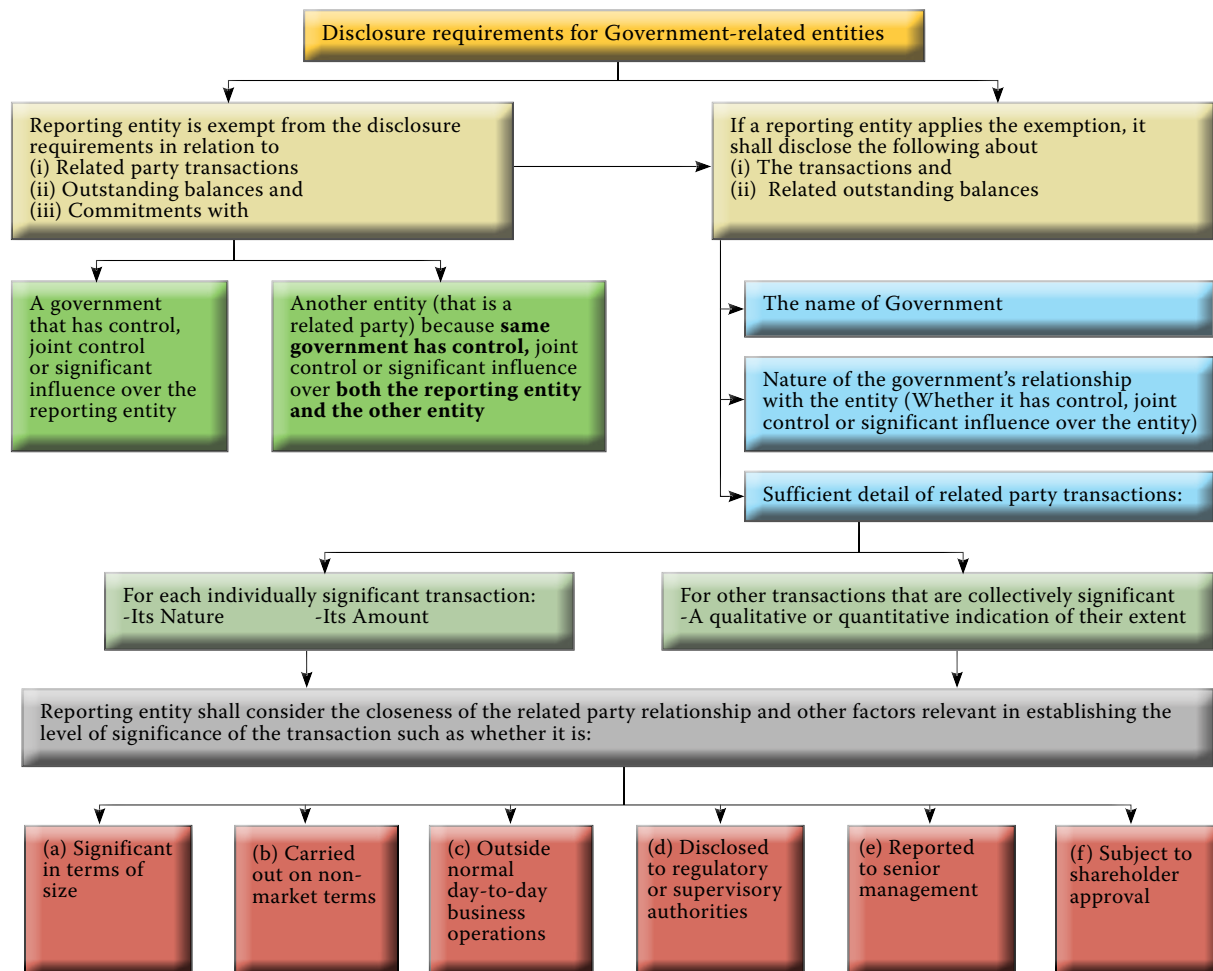 Disclosure requirements for Government-related entities
Reporting entity is exempt from the disclosure
requirements in relation to
(i) Related party transactions
(ii) Outstanding balances and
(iii) Commitments with
If a reporting entity applies the exemption, it
shall disclose the following about
(i) The transactions and
(ii) Related outstanding balances
A government
that has control,
joint control
or significant
influence over the
reporting entity
Another entity (that is a
related party) because same
government has control, joint
control or significant influence
over both the reporting entity
and the other entity
The name of Government
Nature of the government's relationship
with the entity (Whether it has control, joint
control or significant influence over the entity)
Sufficient detail of related party transactions:
For each individually significant transaction:
-Its Nature -Its Amount
For other transactions that are collectively significant
-A qualitative or quantitative indication of their extent
Reporting entity shall consider the closeness of the related party relationship and other factors relevant in establishing the
level of significance of the transaction such as whether it is:
(a) Significant
in terms of
size
(b) Carried
out on non-
market terms
(c) Outside
normal
day-to-day
business
operations
(d) Disclosed
to regulatory
or supervisory
authorities
(e) Reported
to senior
management
(f) Subject to
shareholder
approval